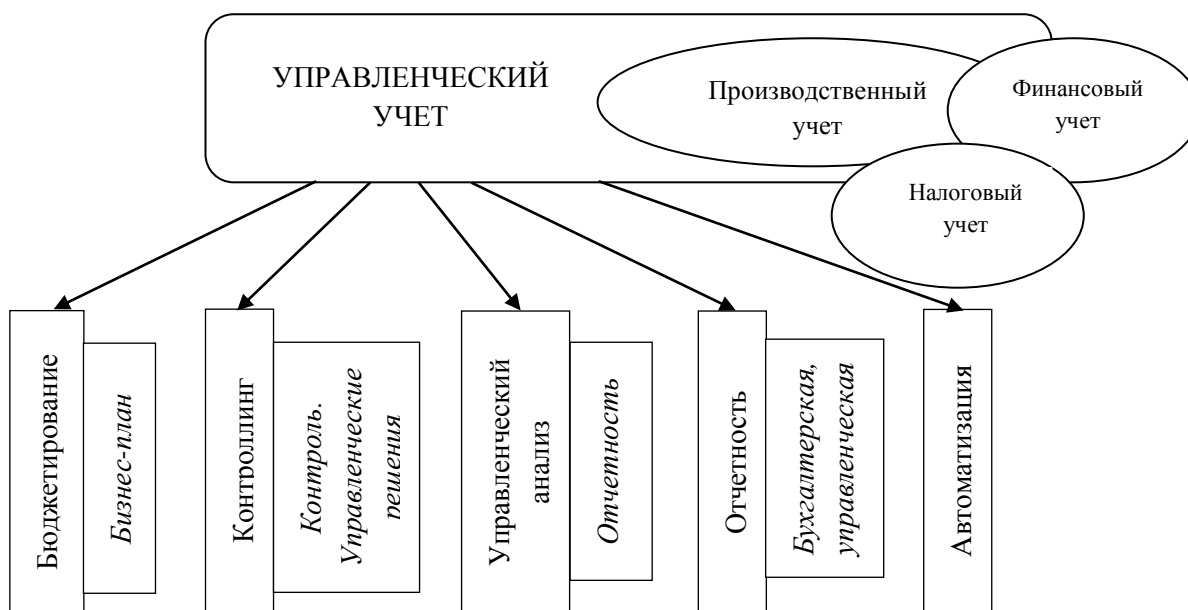 УПРАВЛЕНЧЕСКИЙ
УЧЕТ
Производственный
учет
Финансовый
учет
Налоговый
учет
Бюджетирование
Бизнес-план
Контроллинг
Контроль.
Управленческие
решения
Управленческий
анализ
Отчетность
Отчетность
Бухгалтерская,
управленческая
Автоматизация